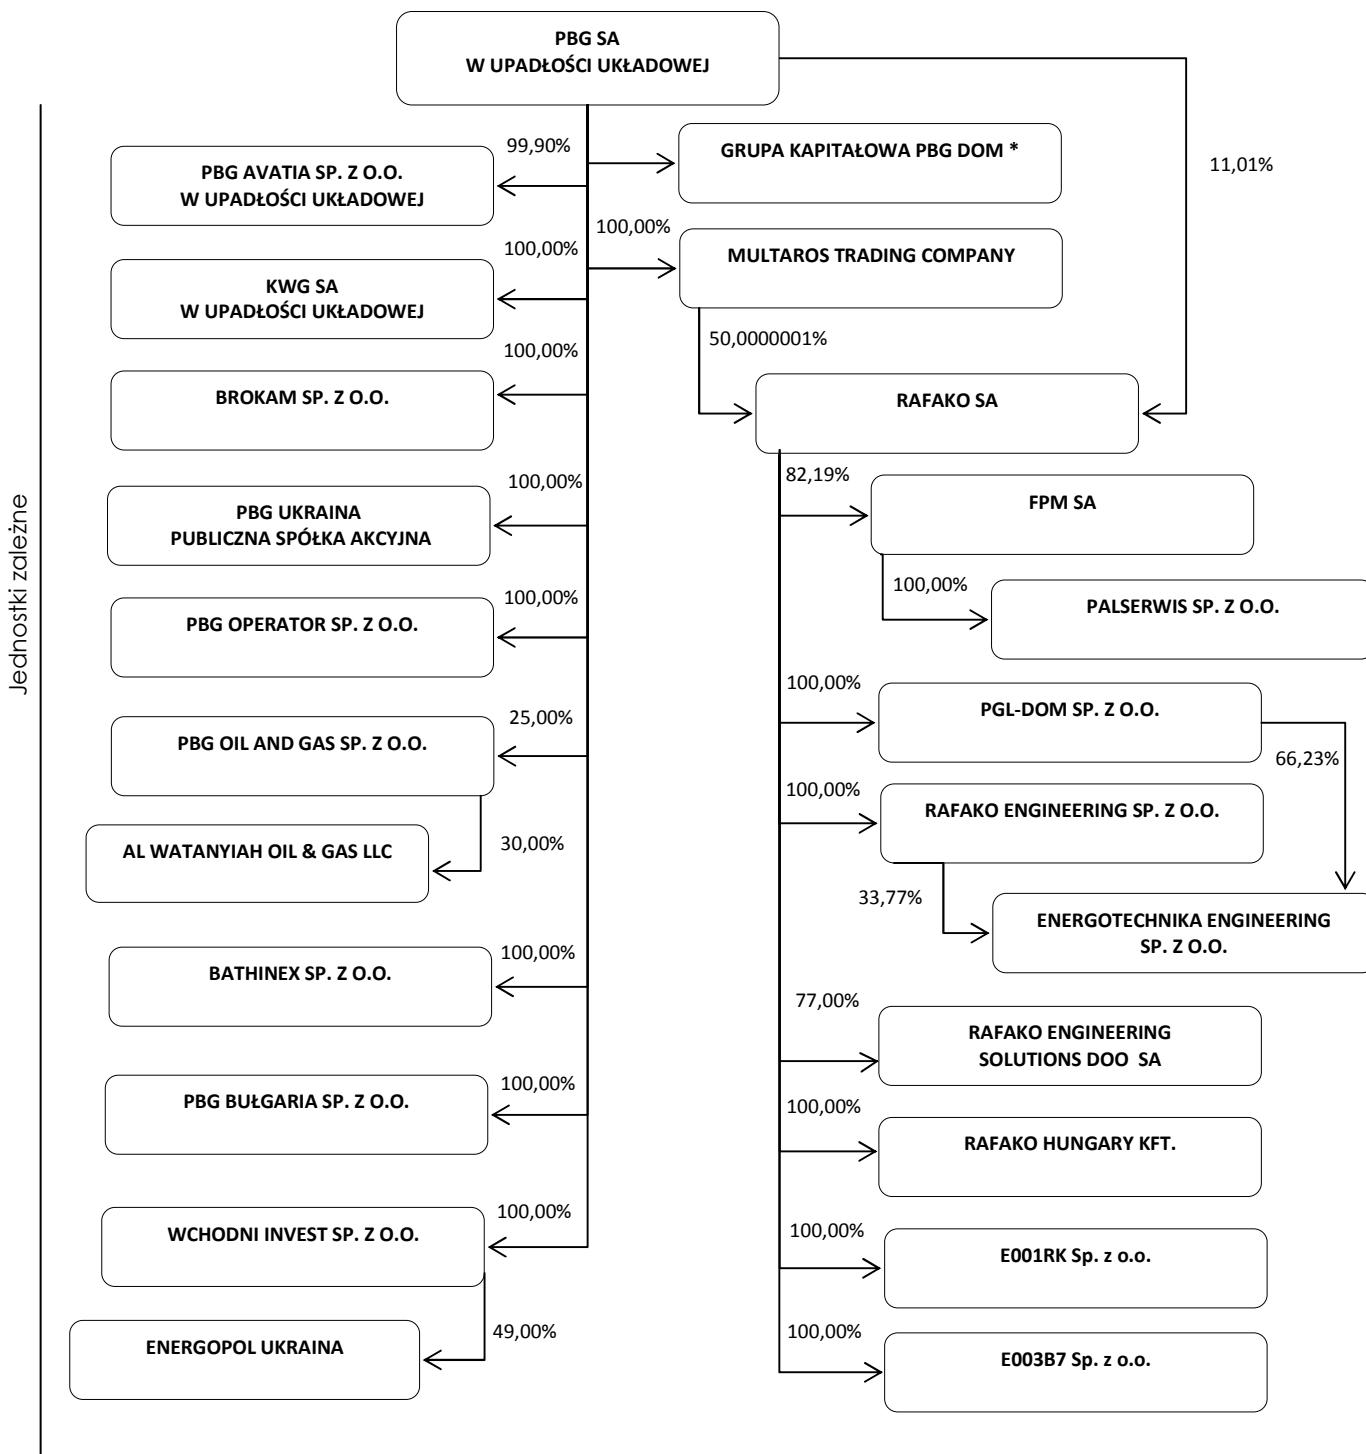 PBG SA
W UPADŁOŚCI UKŁADOWEJ
Jednostki zależne
99,90%
PBG AVATIA SP. Z O.O.
W UPADŁOŚCI UKŁADOWEJ
GRUPA KAPITAŁOWA PBG DOM *
11,01%
100,00%
MULTAROS TRADING COMPANY
100,00%
KWG SA
W UPADŁOŚCI UKŁADOWEJ
50,0000001%
100,00%
BROKAM SP. Z O.O.
RAFAKO SA
100,00%
PBG UKRAINA
PUBLICZNA SPÓŁKA AKCYJNA
82,19%
FPM SA
100,00%
PBG OPERATOR SP. Z O.O.
100,00%
PALSERWIS SP. Z O.O.
25,00%
PBG OIL AND GAS SP. Z O.O.
100,00%
PGL-DOM SP. Z O.O.
66,23%
30,00%
AL WATANYIAH OIL & GAS LLC
100,00%
RAFAKO ENGINEERING SP. Z O.O.
33,77%
ENERGOTECHNIKA ENGINEERING
SP. Z O.O.
100,00%
BATHINEX SP. Z O.O.
77,00%
RAFAKO ENGINEERING
SOLUTIONS DOO SA
100,00%
PBG BUŁGARIA SP. Z O.O.
100,00%
RAFAKO HUNGARY KFT.
100,00%
WCHODNI INVEST SP. Z O.O.
100,00%
E001RK Sp. z o.o.
49,00%
ENERGOPOL UKRAINA
100,00%
E003B7 Sp. z o.o.